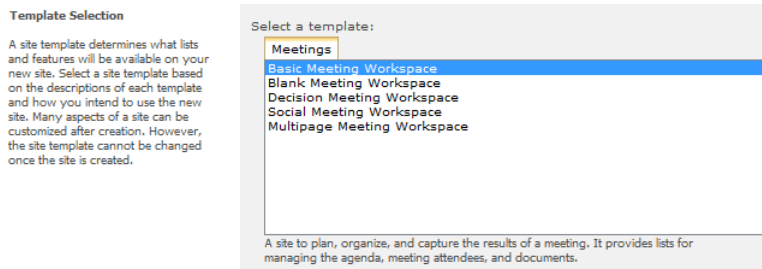 Template Selection
A site template determines what lists
and features will be available on your
new site. Select a site template based
on the descriptions of each template
and how you intend to use the new
site. Many aspects of a site can be
customized after creation. However,
the site template cannot be changed
once the site is created.
Select a template:
Meetings
Basic Meeting Workspace
Blank Meeting Workspace
Decision Meeting Workspace
Social Meeting Workspace
Multipage Meeting Workspace
A site to plan, organize, and capture the results of a meeting. It provides lists for
managing the agenda, meeting attendees, and documents.